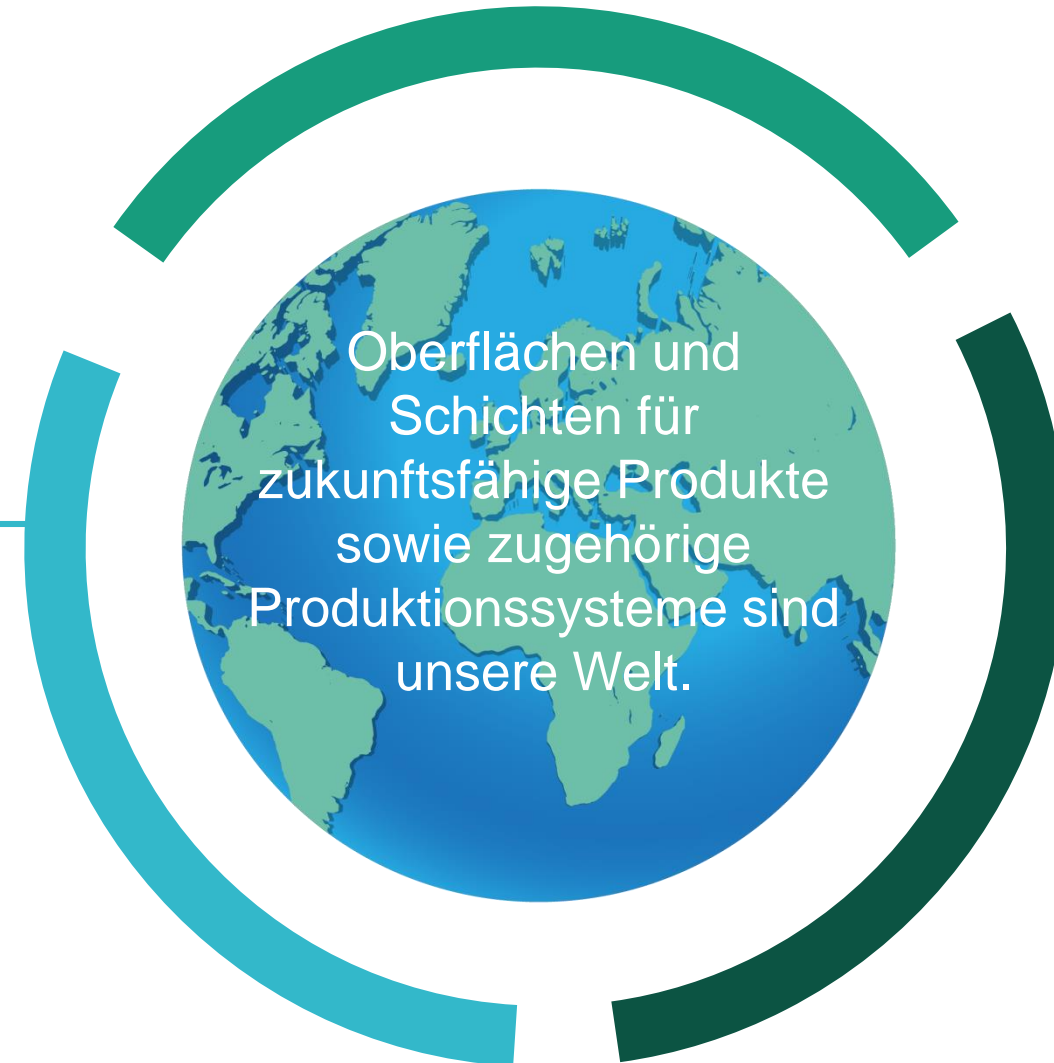 Oberflächen und
Schichten für
zukunftsfähige Produkte
sowie zugehörige
Produktionssysteme sind
unsere Welt.